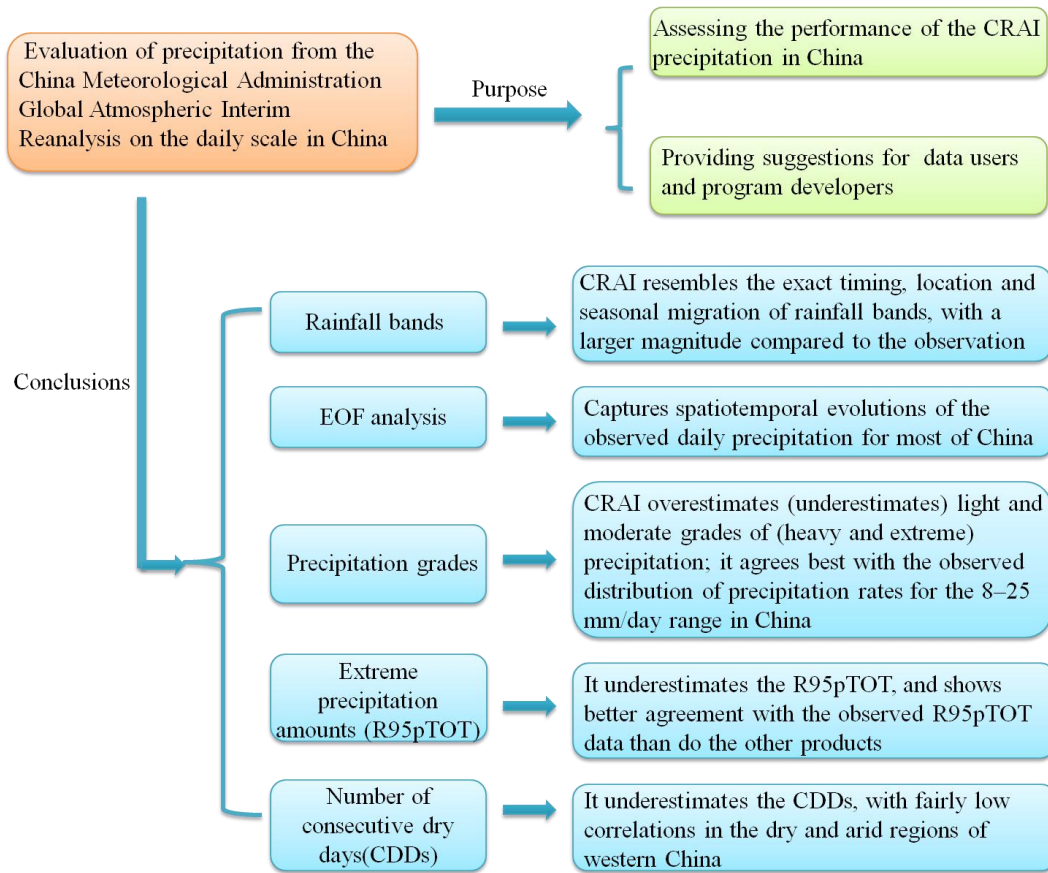 Evaluation of precipitation from the
China Meteorological Administration
Global Atmospheric Interim
Reanalysis on the daily scale in China
Purpose
Assessing the performance of the CRAI
precipitation in China
Providing suggestions for data users
and program developers
Conclusions
Rainfall bands
CRAI resembles the exact timing, location and
seasonal migration of rainfall bands, with a
larger magnitude compared to the observation
EOF analysis
Captures spatiotemporal evolutions of the
observed daily precipitation for most of China
Precipitation grades
CRAI overestimates (underestimates) light and
moderate grades of (heavy and extreme)
precipitation; it agrees best with the observed
distribution of precipitation rates for the 8–25
mm/day range in China
Extreme
precipitation
amounts (R95pTOT)
It underestimates the R95pTOT, and shows
better agreement with the observed R95pTOT
data than do the other products
Number of
consecutive dry
days(CDDs)
It underestimates the CDDs, with fairly low
correlations in the dry and arid regions of
western China